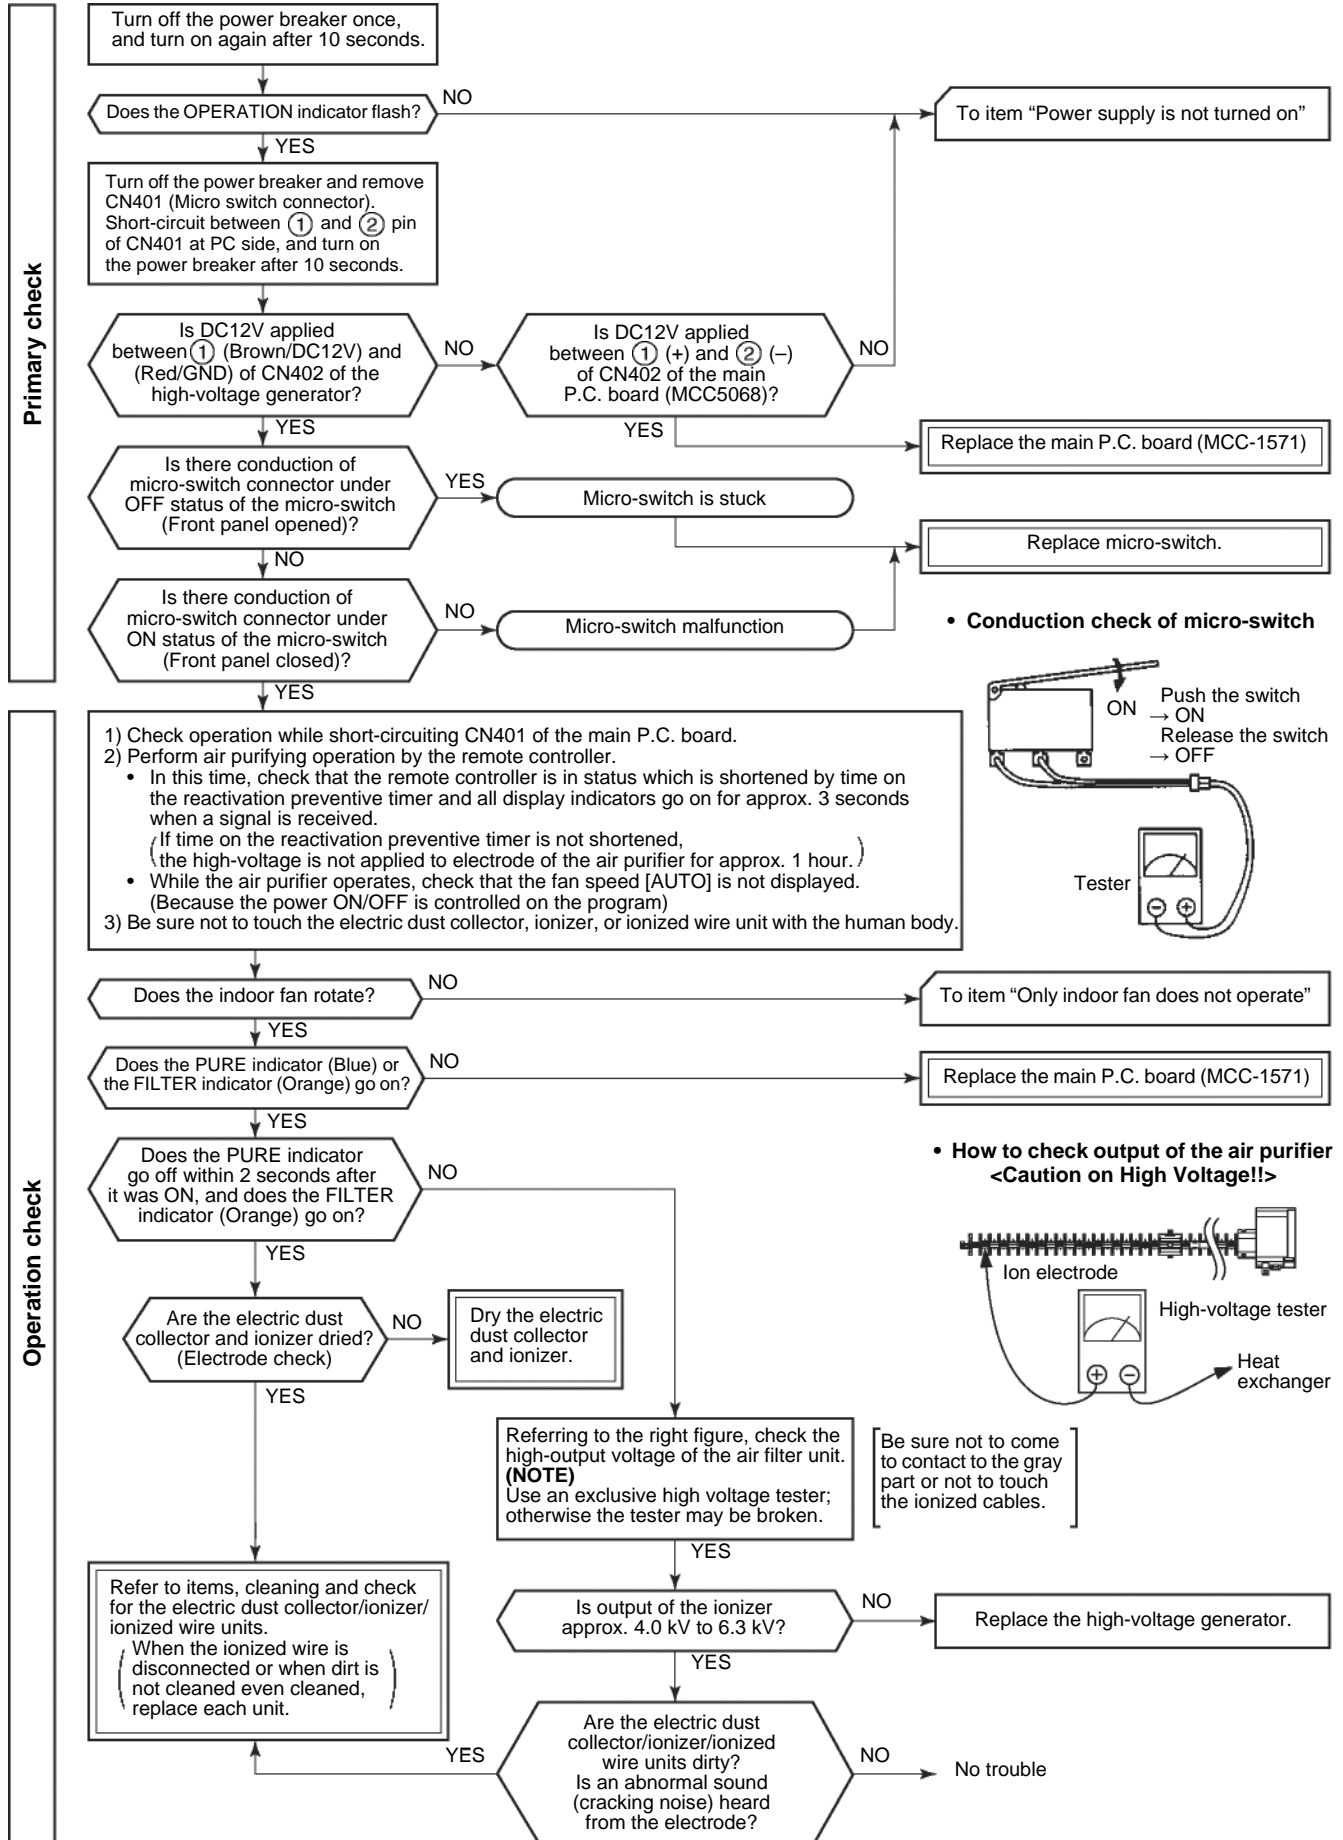 Primary check
Turn off the power breaker once,
and turn on again after 10 seconds.
Does the OPERATION indicator flash?
NO
To item “Power supply is not turned on”
YES
Turn off the power breaker and remove
CN401 (Micro switch connector).
Short-circuit between ① and ② pin
of CN401 at PC side, and turn on
the power breaker after 10 seconds.
Is DC12V applied
between ① (Brown/DC12V) and
(Red/GND) of CN402 of the
high-voltage generator?
NO
Is DC12V applied
between ① (+) and ② (–)
of CN402 of the main
P.C. board (MCC5068)?
NO
YES
YES
Replace the main P.C. board (MCC-1571)
Is there conduction of
micro-switch connector under
OFF status of the micro-switch
(Front panel opened)?
YES
Micro-switch is stuck
Replace micro-switch.
NO
Is there conduction of
micro-switch connector under
ON status of the micro-switch
(Front panel closed)?
NO
Micro-switch malfunction
YES
• Conduction check of micro-switch
ON
Push the switch
→ ON
Release the switch
→ OFF
Tester
Operation check
1) Check operation while short-circuiting CN401 of the main P.C. board.
2) Perform air purifying operation by the remote controller.
• In this time, check that the remote controller is in status which is shortened by time on
the reactivation preventive timer and all display indicators go on for approx. 3 seconds
when a signal is received.
(If time on the reactivation preventive timer is not shortened,
the high-voltage is not applied to electrode of the air purifier for approx. 1 hour.)
• While the air purifier operates, check that the fan speed [AUTO] is not displayed.
(Because the power ON/OFF is controlled on the program)
3) Be sure not to touch the electric dust collector, ionizer, or ionized wire unit with the human body.
Does the indoor fan rotate?
NO
To item “Only indoor fan does not operate”
YES
Does the PURE indicator (Blue) or
the FILTER indicator (Orange) go on?
NO
Replace the main P.C. board (MCC-1571)
YES
Does the PURE indicator
go off within 2 seconds after
it was ON, and does the FILTER
indicator (Orange) go on?
NO
YES
• How to check output of the air purifier
<Caution on High Voltage!!>
Ion electrode
High-voltage tester
Heat
exchanger
Are the electric dust
collector and ionizer dried?
(Electrode check)
NO
Dry the electric
dust collector
and ionizer.
YES
Referring to the right figure, check the
high-output voltage of the air filter unit.
(NOTE)
Use an exclusive high voltage tester;
otherwise the tester may be broken.
[Be sure not to come
to contact to the gray
part or not to touch
the ionized cables.]
YES
Is output of the ionizer
approx. 4.0 kV to 6.3 kV?
NO
Replace the high-voltage generator.
YES
Refer to items, cleaning and check
for the electric dust collector/ionizer/
ionized wire units.
(When the ionized wire is
disconnected or when dirt is
not cleaned even cleaned,
replace each unit.)
YES
Are the electric dust
collector/ionizer/ionized
wire units dirty?
Is an abnormal sound
(cracking noise) heard
from the electrode?
NO
No trouble